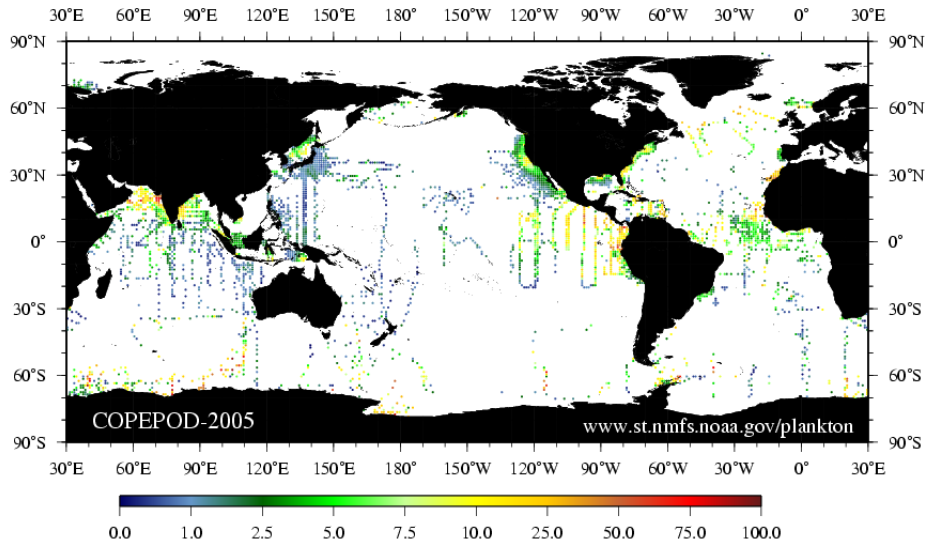 30°E 60°E 90°E 120°E 150°E 180° 150°W 120°W 90°W 60°W 30°W 0° 30°E
90°N 90°N
60°N 60°N
30°N 30°N
0° 0°
30°S 30°S
60°S 60°S
COPEPOD-2005 www.st.nmfs.noaa.gov/plankton
90°S 90°S
30°E 60°E 90°E 120°E 150°E 180° 150°W 120°W 90°W 60°W 30°W 0° 30°E
0.0 1.0 2.5 5.0 7.5 10.0 25.0 50.0 75.0 100.0